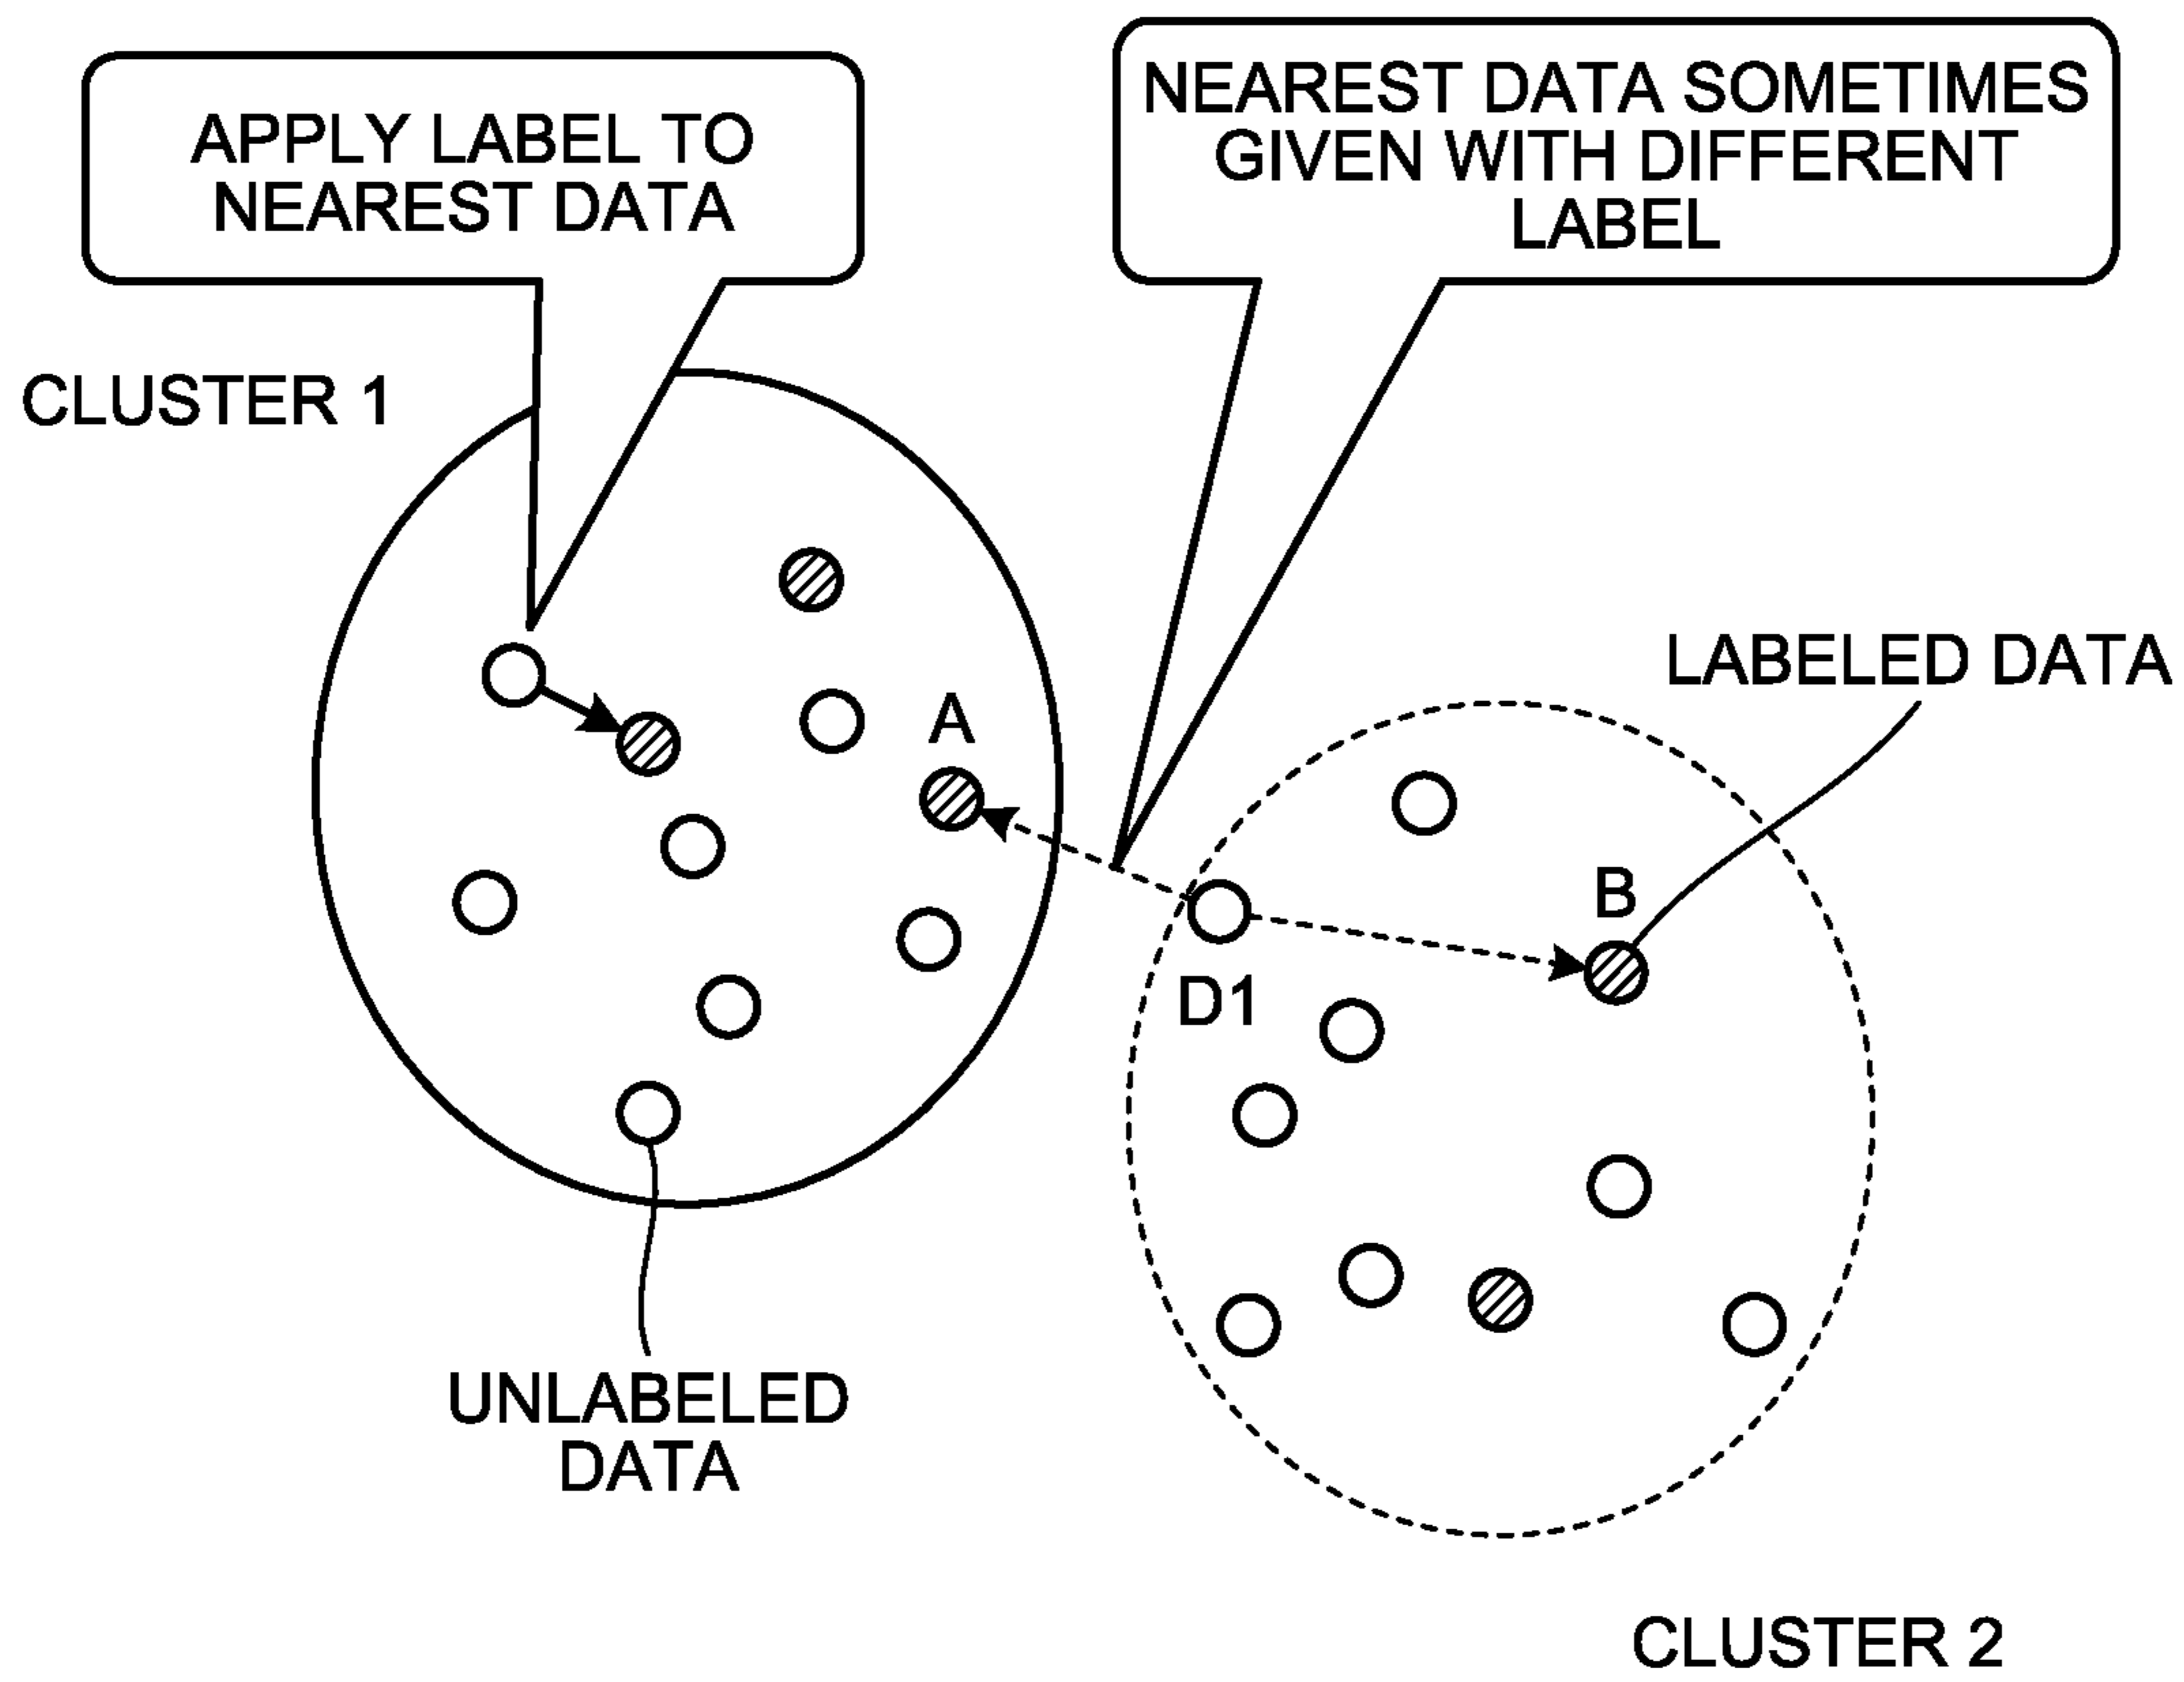 APPLY LABEL TO
NEAREST DATA
NEAREST DATA SOMETIMES
GIVEN WITH DIFFERENT
LABEL
CLUSTER 1
LABELED DATA
A
B
D1
UNLABELED
DATA
CLUSTER 2